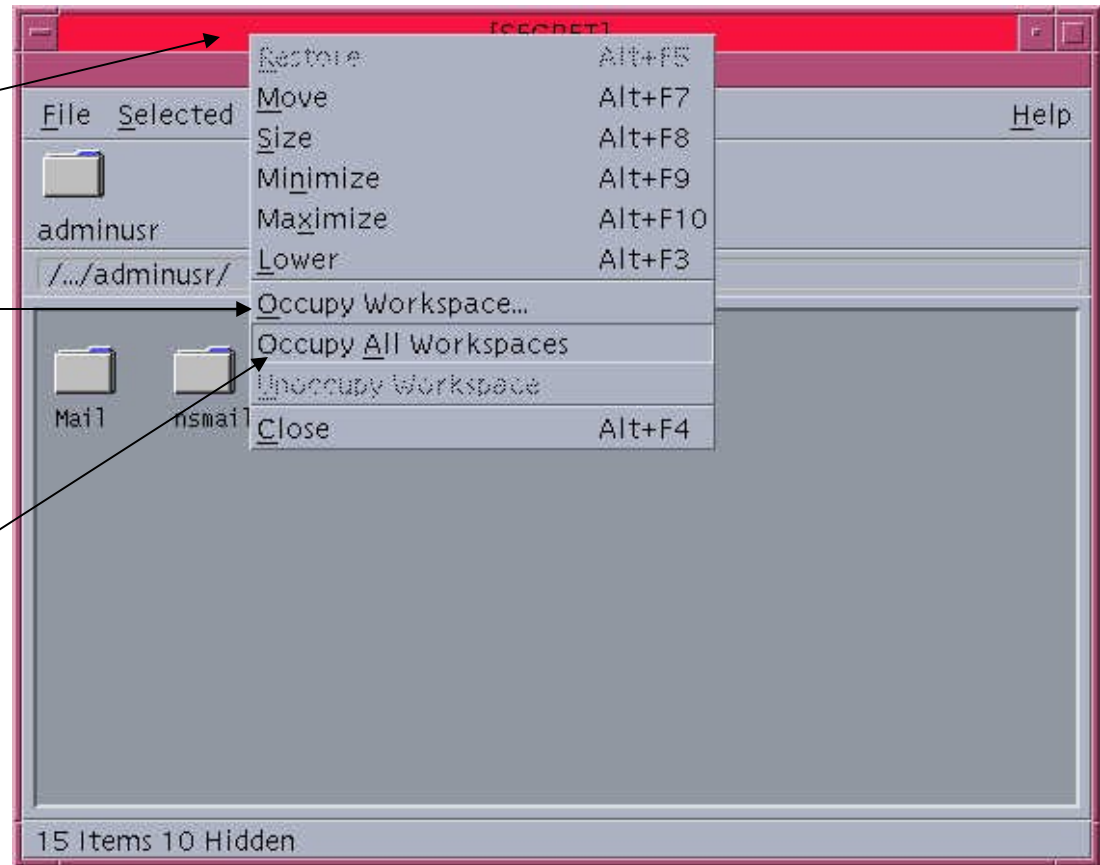 [SECRET]
Restore Alt+F5
Move Alt+F7
File Selected Help
Size Alt+F8
Minimize Alt+F9
adminusr
Maximize Alt+F10
/.../adminusr/
Lower Alt+F3
Occupy Workspace...
Occupy All Workspaces
Unoccupy Workspace
Mail nsmail
Close Alt+F4
15 Items 10 Hidden